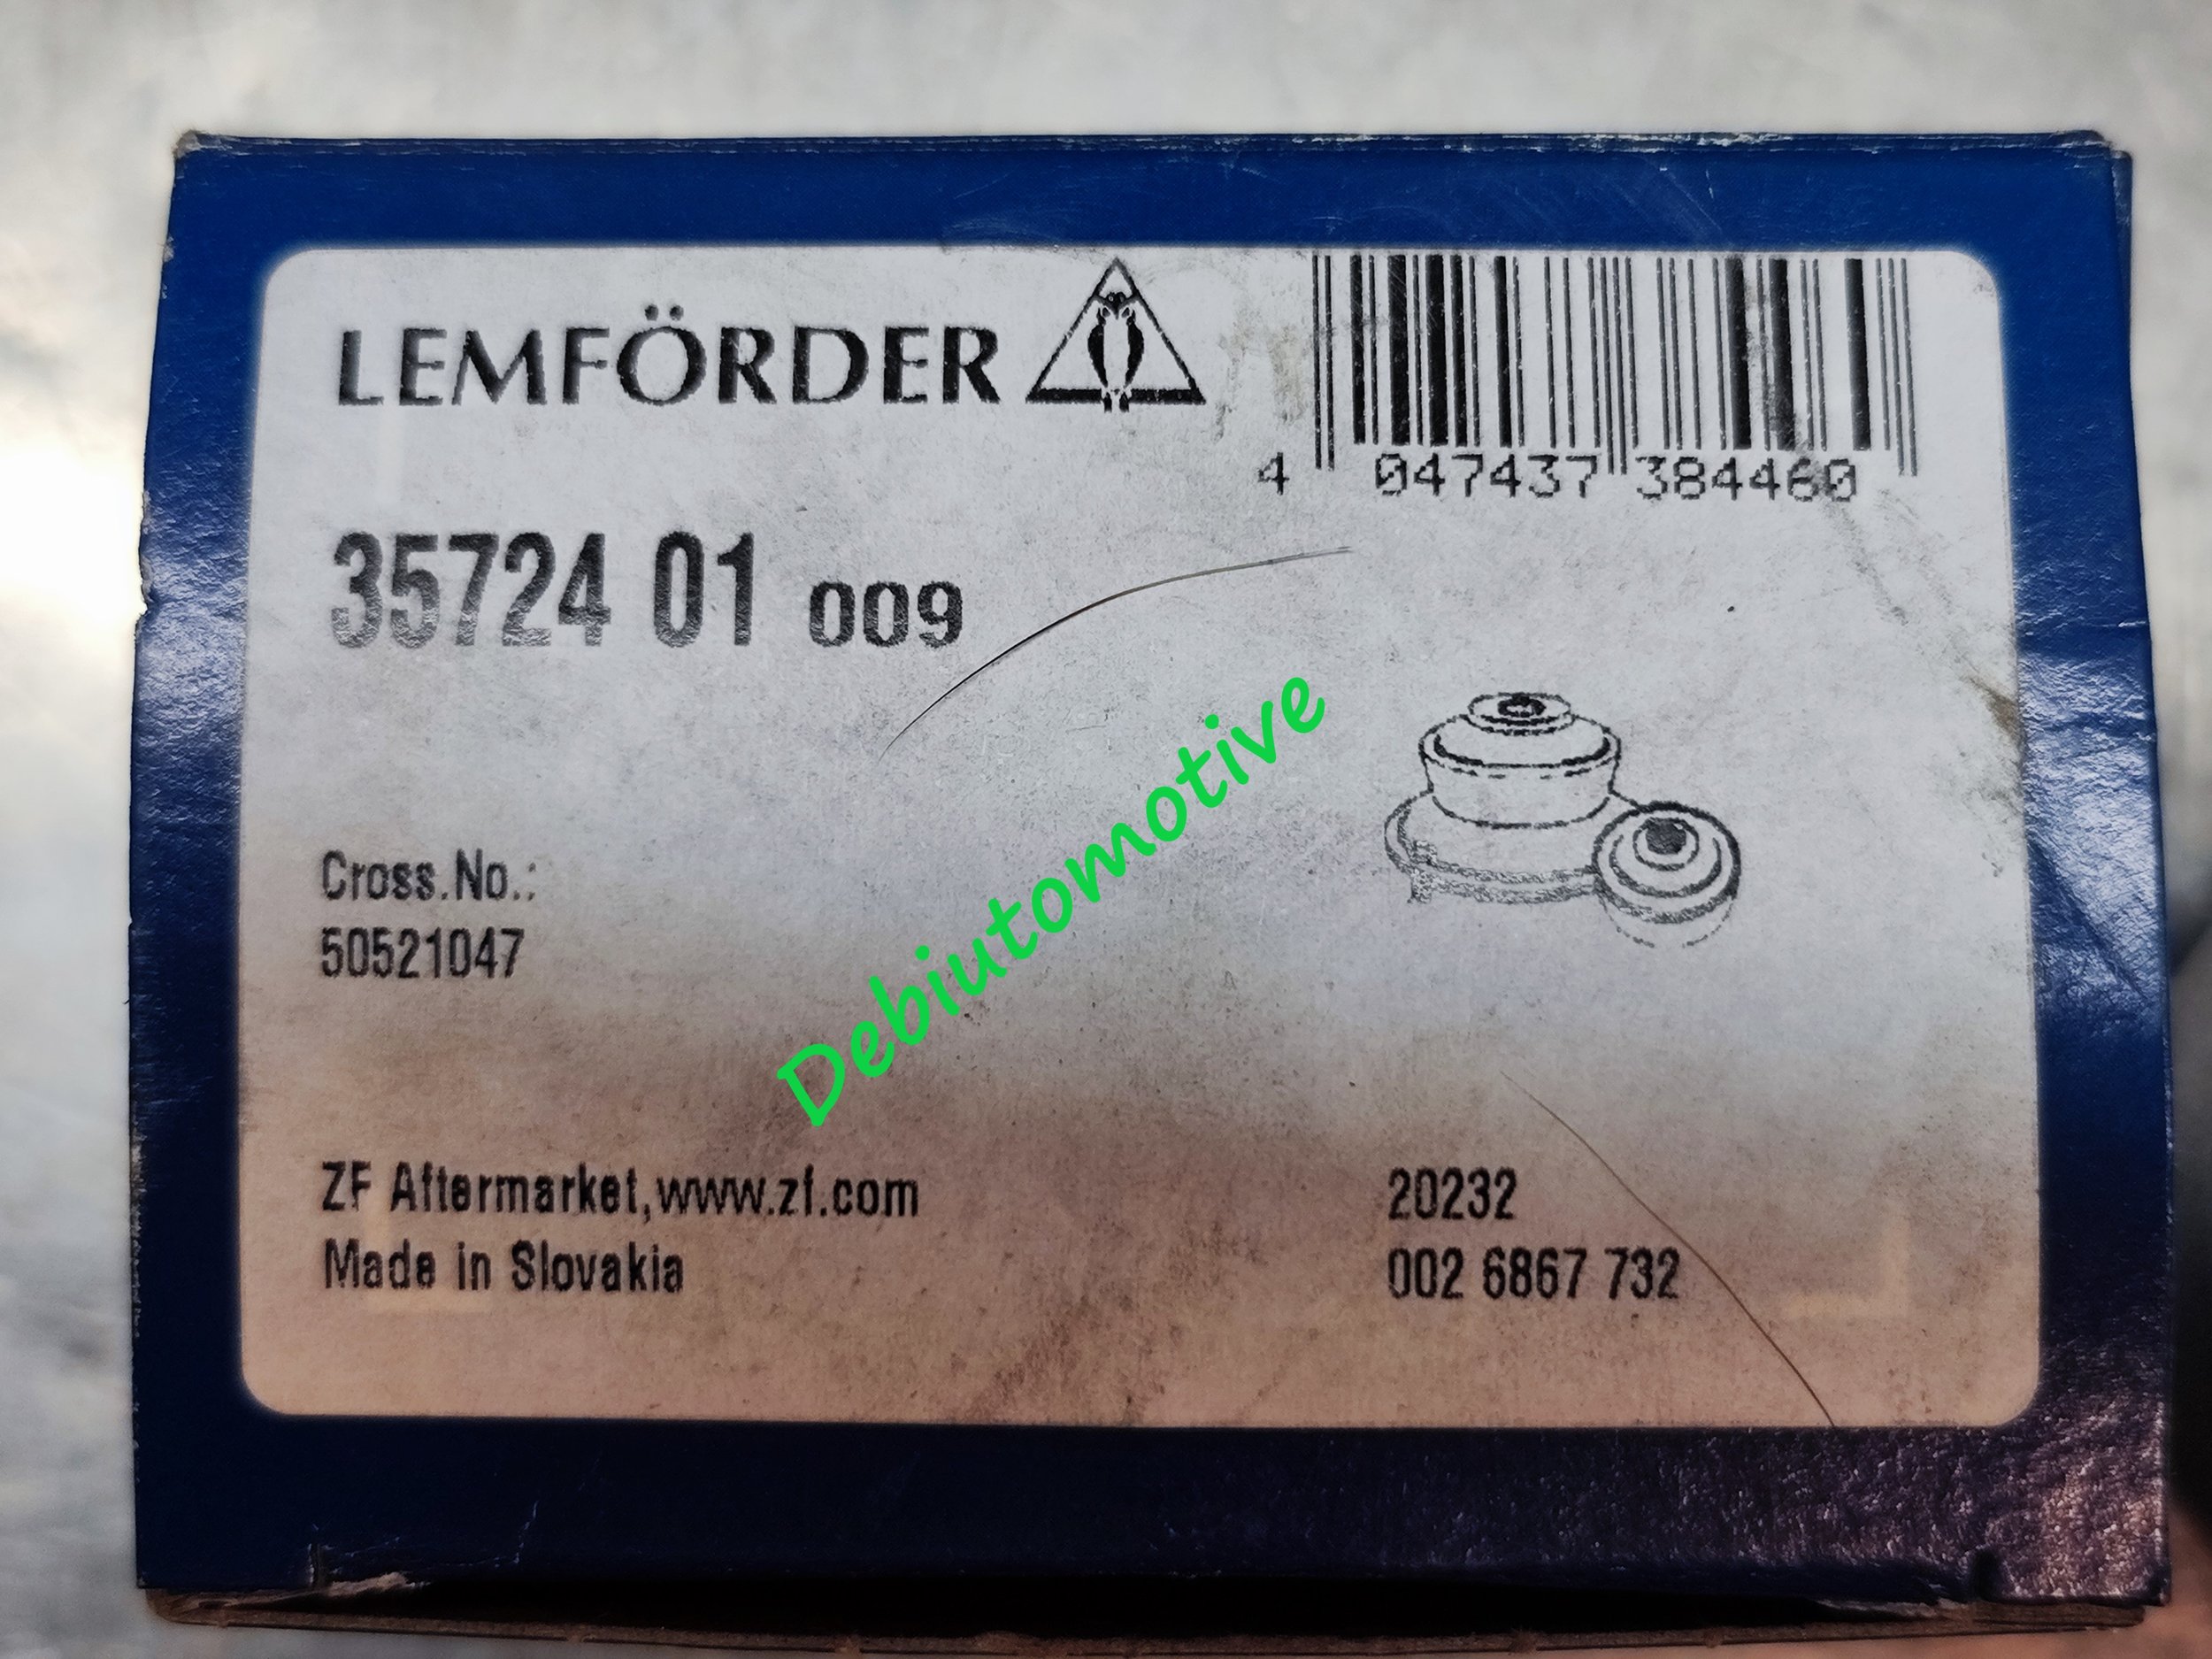 LEMFÖRDER
4 047437 384460
35724 01 009
Debiutomotive
Cross.No.:
50521047
ZF Aftermarket,www.zf.com
Made in Slovakia
20232
002 6867 732